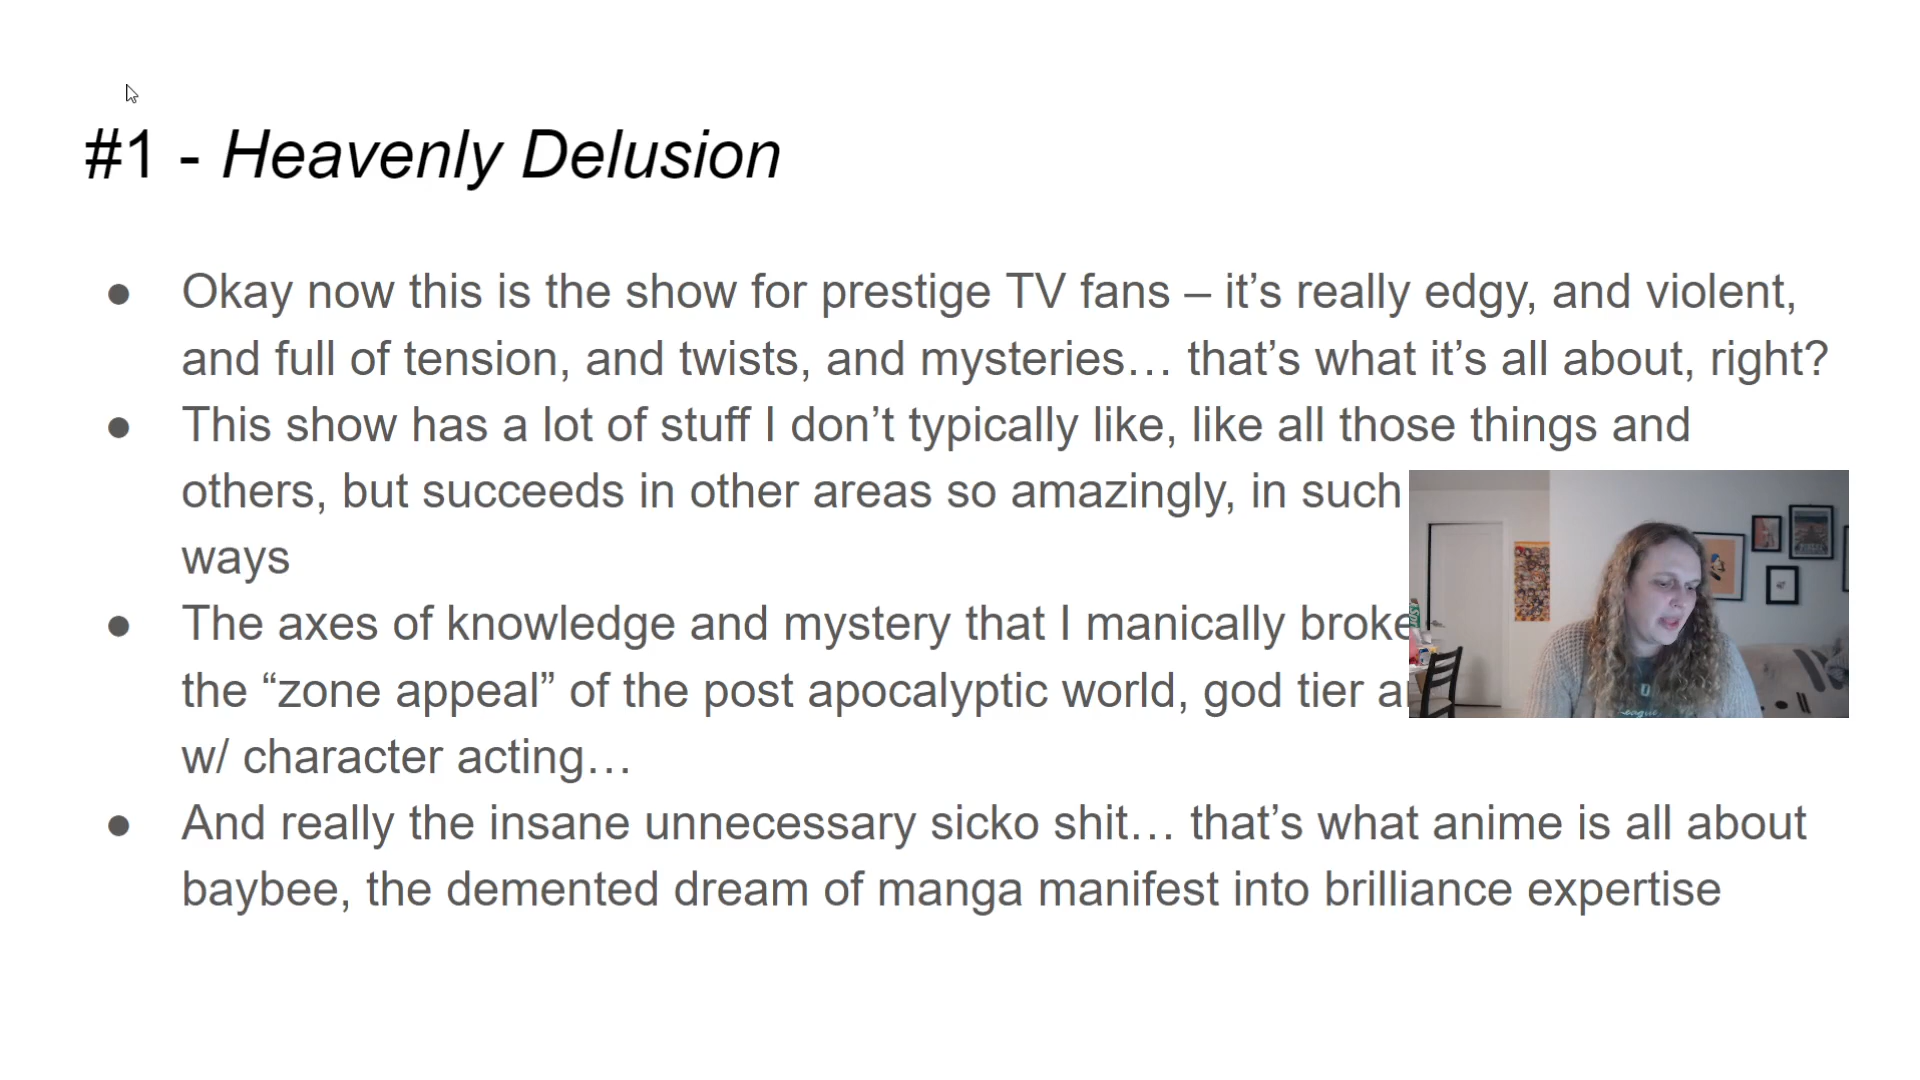 #1 - Heavenly Delusion
● Okay now this is the show for prestige TV fans – it’s really edgy, and violent,
and full of tension, and twists, and mysteries… that’s what it’s all about, right?
● This show has a lot of stuff I don’t typically like, like all those things and
others, but succeeds in other areas so amazingly, in such
ways
● The axes of knowledge and mystery that I manically broke
the “zone appeal” of the post apocalyptic world, god tier
w/ character acting…
● And really the insane unnecessary sicko shit… that’s what anime is all about
baybee, the demented dream of manga manifest into brilliance expertise